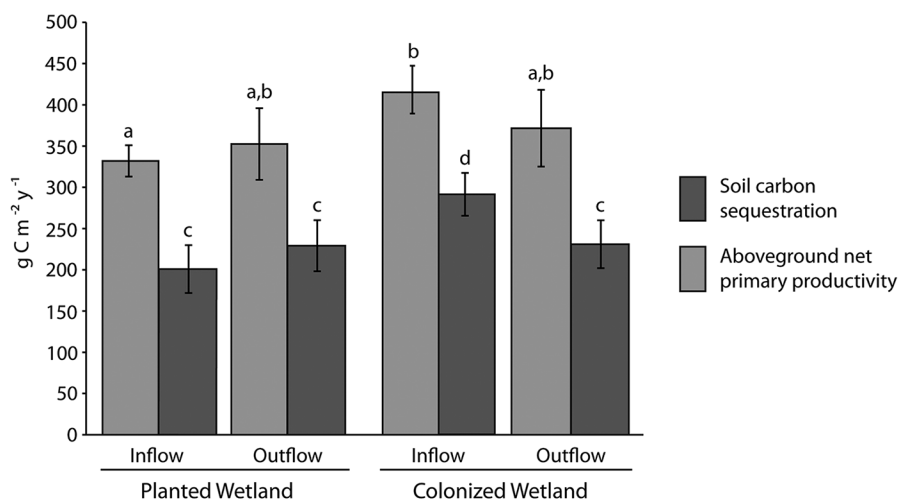 500
450
400
350
300
250
200
150
100
50
0
g C m⁻² y⁻¹
a
c
a,b
c
b
d
a,b
c
Inflow
Outflow
Inflow
Outflow
Planted Wetland
Colonized Wetland
Soil carbon
sequestration
Aboveground net
primary productivity